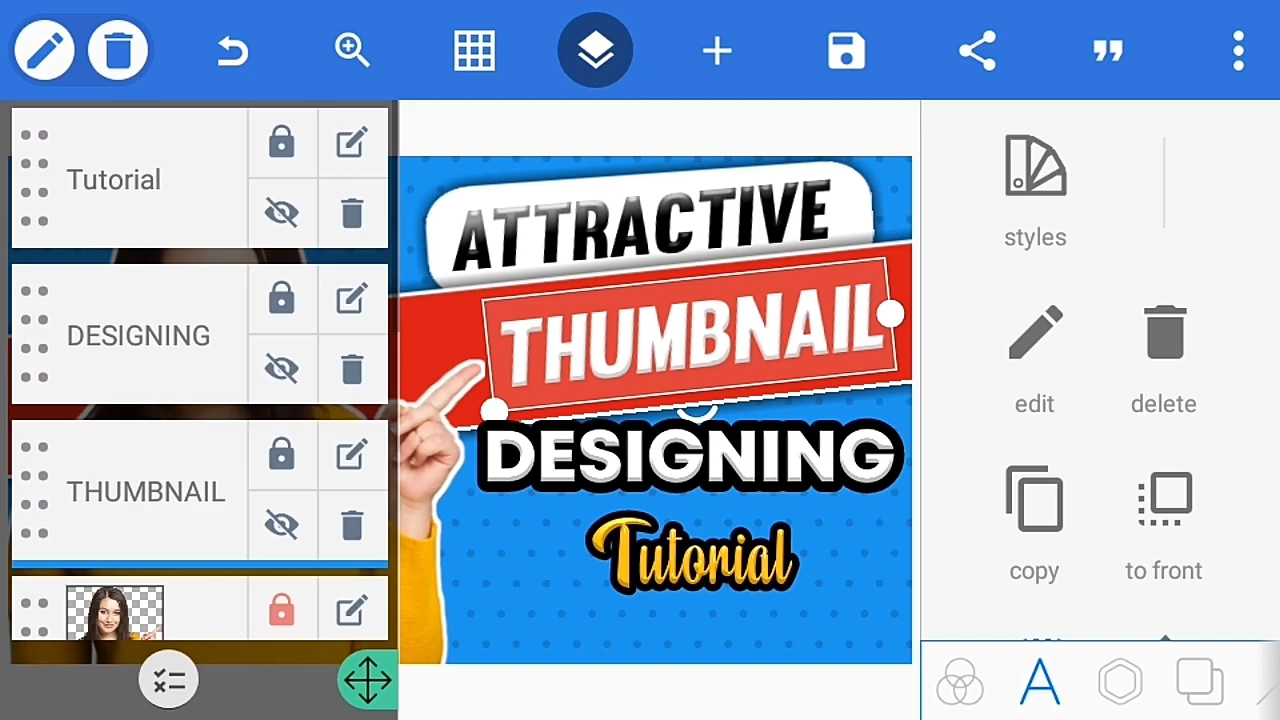 Tutorial
DESIGNING
THUMBNAIL
ATTRACTIVE
THUMBNAIL
DESIGNING
Tutorial
styles
edit
delete
copy
to front